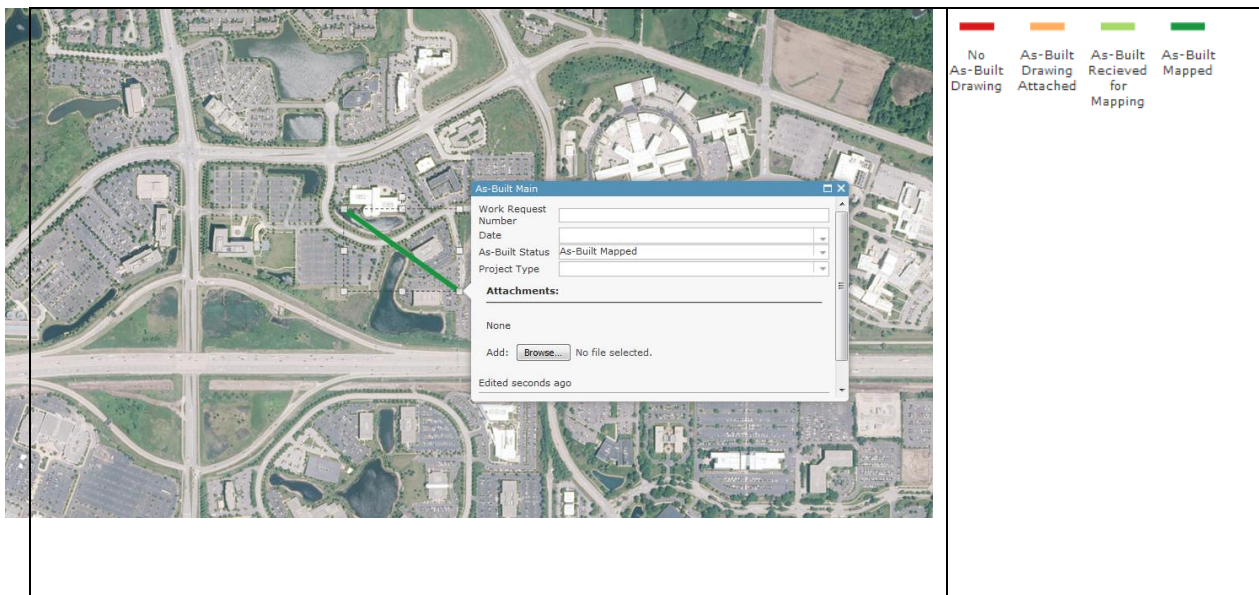 As-Built Main
Work Request
Number
Date
As-Built Status As-Built Mapped
Project Type
Attachments:
None
Add: Browse... No file selected.
Edited seconds ago
No
As-Built
Drawing
As-Built
Drawing
Attached
As-Built
Recieved
for
Mapping
As-Built
Mapped